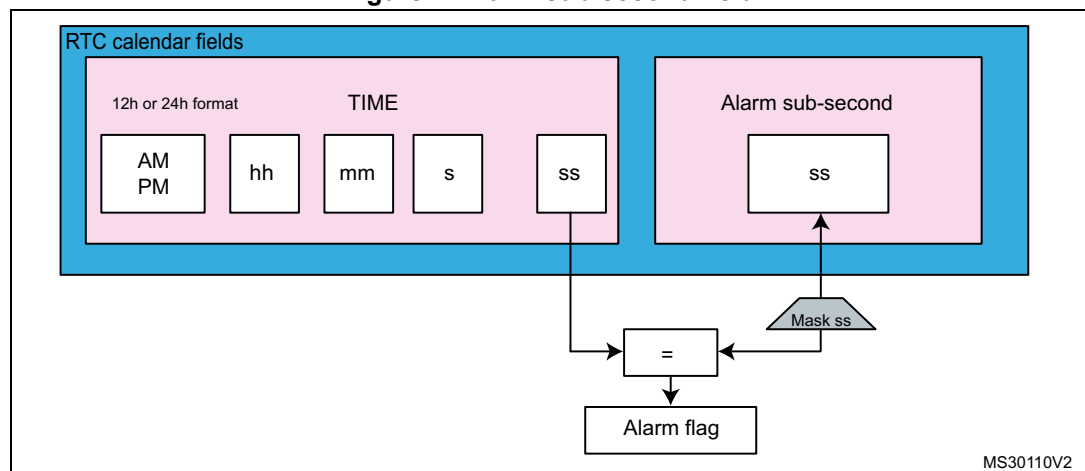 RTC calendar fields
12h or 24h format
TIME
Alarm sub-second
AM
PM
hh
mm
s
ss
ss
Mask ss
=
Alarm flag
MS30110V2